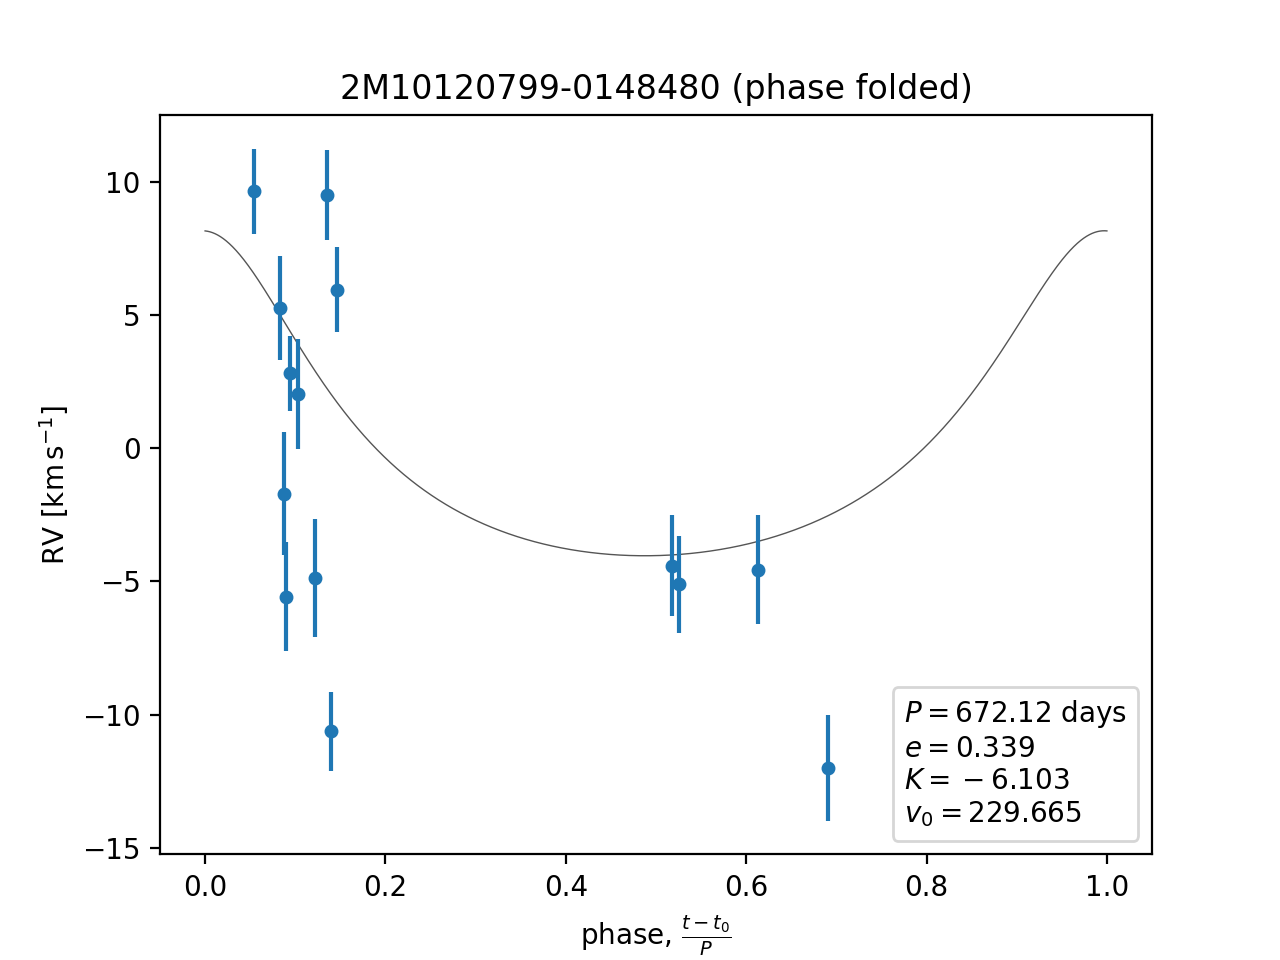 2M10120799-0148480 (phase folded)
10
5
0
−5
−10
−15
RV [km s⁻¹]
P = 672.12 days
e = 0.339
K = −6.103
v₀ = 229.665
0.0 0.2 0.4 0.6 0.8 1.0
phase, (t − t₀)/P